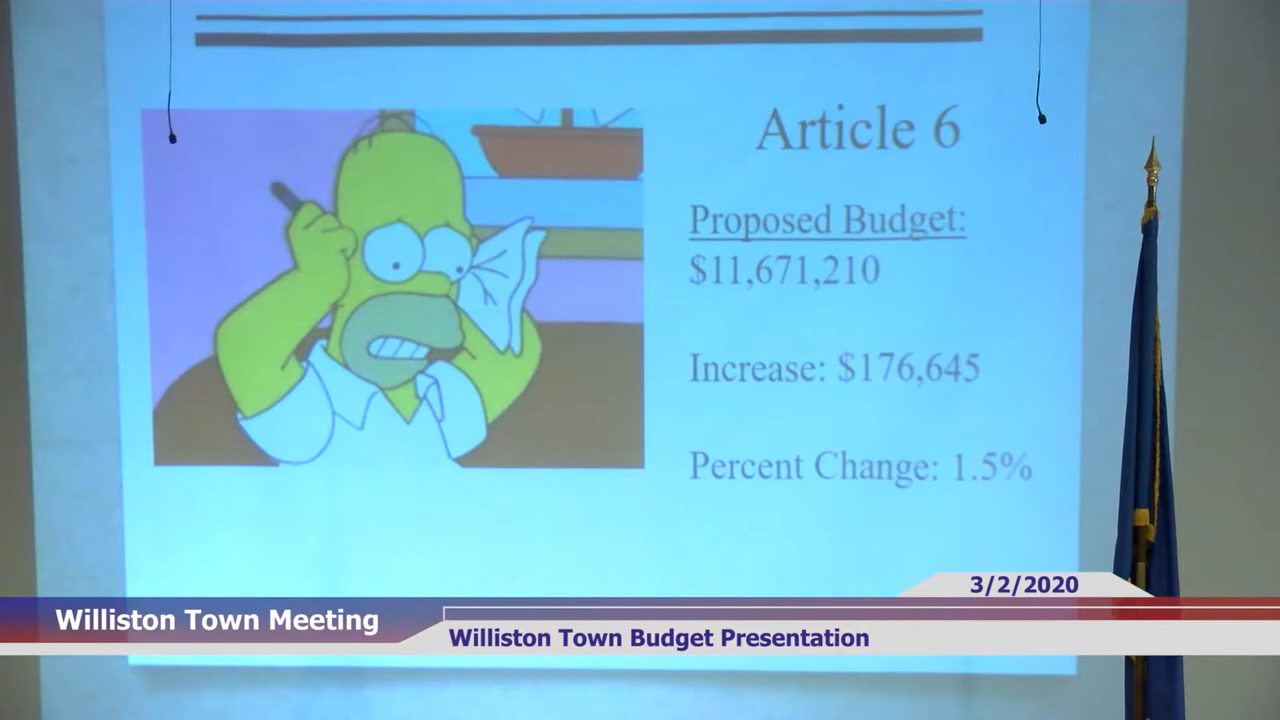 Article 6
Proposed Budget:
$11,671,210
Increase: $176,645
Percent Change: 1.5%
3/2/2020
Williston Town Meeting
Williston Town Budget Presentation